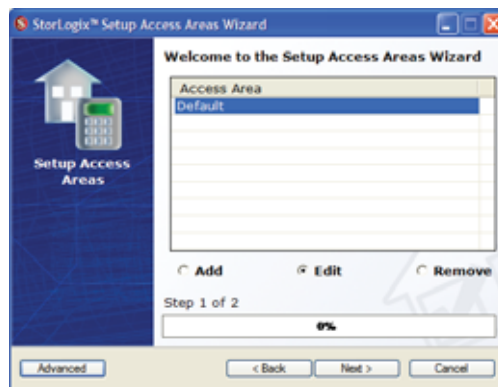 StorLogix™ Setup Access Areas Wizard
Welcome to the Setup Access Areas Wizard
Access Area
Default
Setup Access
Areas
Add
Edit
Remove
Step 1 of 2
0%
Advanced
< Back
Next >
Cancel